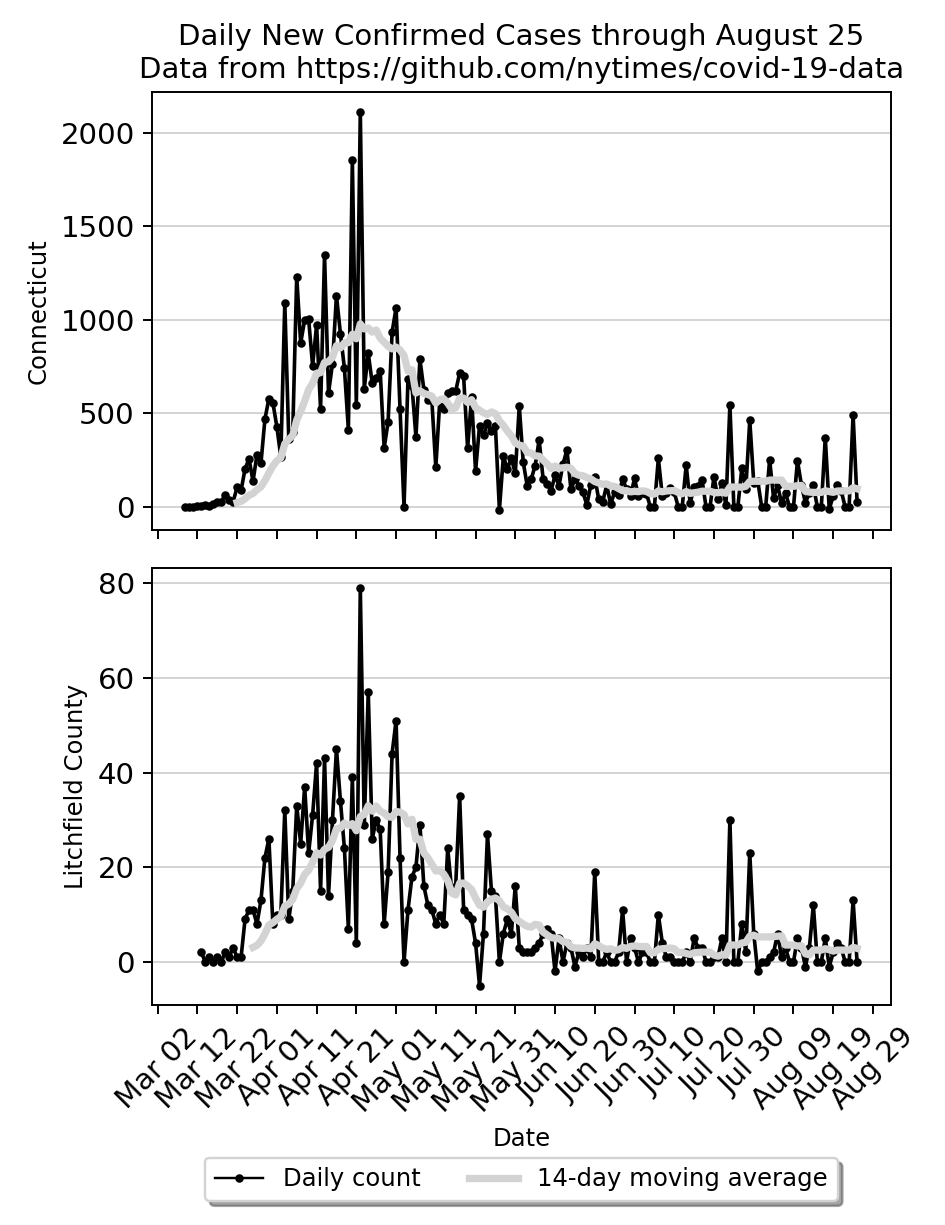 Daily New Confirmed Cases through August 25
Data from https://github.com/nytimes/covid-19-data
2000
1500
1000
500
0
Connecticut
80
60
40
20
0
Litchfield County
Mar 02
Mar 12
Mar 22
Apr 01
Apr 11
Apr 21
May 01
May 11
May 21
May 31
Jun 10
Jun 20
Jun 30
Jul 10
Jul 20
Jul 30
Aug 09
Aug 19
Aug 29
Date
Daily count
14-day moving average